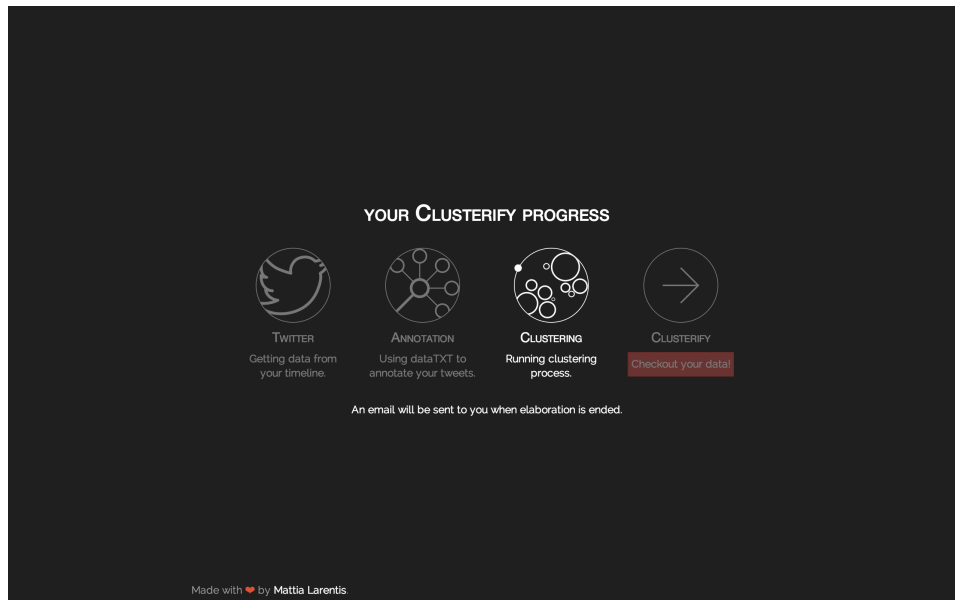 your Clusterify progress
Twitter
Getting data from
your timeline.
Annotation
Using dataTXT to
annotate your tweets.
Clustering
Running clustering
process.
Clusterify
Checkout your data!
An email will be sent to you when elaboration is ended.
Made with ❤ by Mattia Larentis.